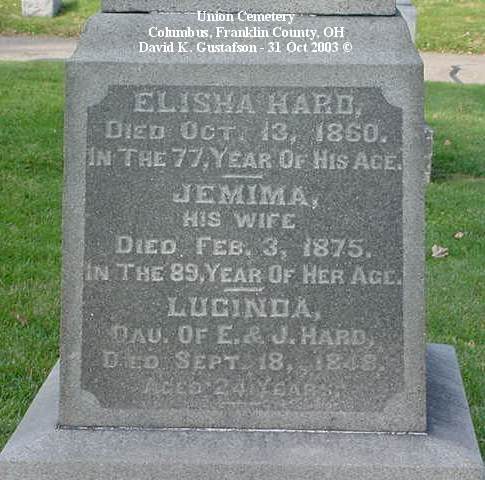 Union Cemetery
Columbus, Franklin County, OH
David K. Gustafson - 31 Oct 2003 ©
ELISHA HARD,
DIED OCT. 13, 1860.
IN THE 77, YEAR OF HIS AGE.
JEMIMA,
HIS WIFE
DIED FEB. 3, 1875.
IN THE 89, YEAR OF HER AGE.
LUCINDA,
DAU. OF E. & J. HARD,
DIED SEPT. 18, 1848.
AGED 24 YEARS.